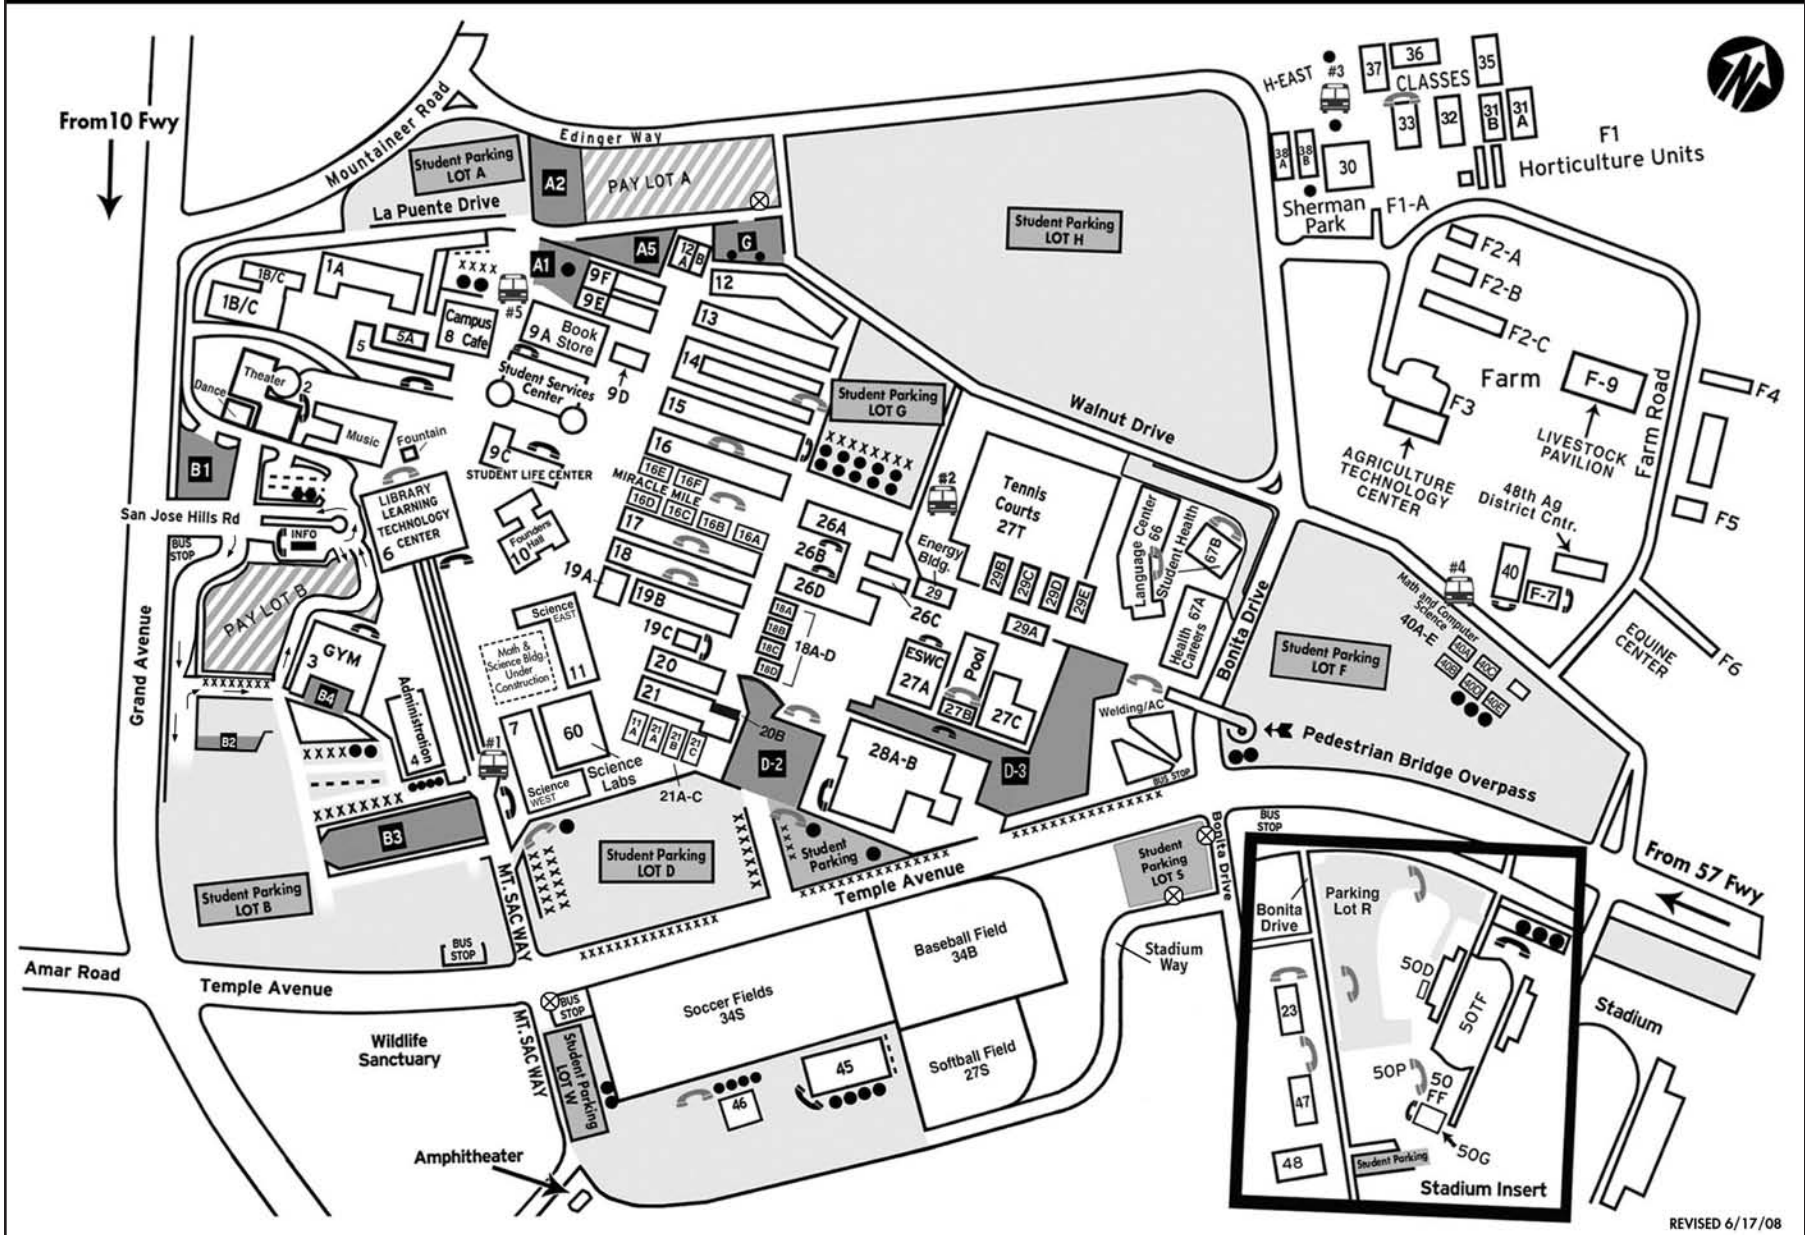 From10 Fwy
Mountaineer Road
Edinger Way
Student Parking
LOT A
A2
PAY LOT A
La Puente Drive
H-EAST
#3
37
36
CLASSES
35
33
32
31
B
31
A
38
A
38
B
30
F1
Horticulture Units
Sherman
Park
F1-A
N
Student Parking
LOT H
1B/C
1B/C
1A
XXXX
#5
A1
A5
12
A
B
G
9F
9E
12
5
5A
Campus
8 Cafe
Book
9A Store
9D
13
14
15
16
F2-A
F2-B
F2-C
Farm
F-9
F3
F4
LIVESTOCK
PAVILION
Farm Road
AGRICULTURE
TECHNOLOGY
CENTER
48th Ag
District Cntr.
F5
Theater
2
Dance
Music
Fountain
Student Services
Center
9C
STUDENT LIFE CENTER
Student Parking
LOT G
XXXXXXXX
Walnut Drive
#2
Tennis
Courts
27T
B1
San Jose Hills Rd
BUS
STOP
INFO
LIBRARY
LEARNING
TECHNOLOGY
6 CENTER
Founders
10 Hall
16E
16F
MIRACLE MILE
16D
16C
16B
16A
17
18
19A
19B
19C
20
21
26A
26B
26D
26C
Energy
Bldg.
29
29B
29C
29D
29E
29A
Language Center
66
Student Health
67B
Health 67A
Careers
Bonita Drive
#4
40
F-7
Math and Computer
Science
40A-E
40A
40C
40B
40D
40E
EQUINE
CENTER
F6
Student Parking
LOT F
Grand Avenue
PAY LOT B
GYM
3
B4
XXXXXXXXX
B2
Administration
4
Science
EAST
Math &
Science Bldg.
Under
Construction
11
18A
18B
18C
18D
18A-D
ESWC
27A
Pool
27B
27C
7
60
Science
Labs
Science
WEST
11
A
21
A
21
B
21
C
21A-C
20B
D-2
28A-B
D-3
Welding/AC
BUS STOP
Pedestrian Bridge Overpass
#1
B3
Student Parking
LOT B
Student Parking
LOT D
Student
Parking
Student
Parking
LOT S
Temple Avenue
Bonita Drive
BUS
STOP
From 57 Fwy
MT. SAC WAY
BUS
STOP
Amar Road
Temple Avenue
BUS
STOP
MT. SAC WAY
Student Parking
LOT W
Wildlife
Sanctuary
Amphitheater
Soccer Fields
34S
Baseball Field
34B
Softball Field
27S
45
46
Stadium
Way
Bonita
Drive
Parking
Lot R
50D
50TF
23
47
48
50P
50
FF
50G
Student Parking
Stadium Insert
Stadium
REVISED 6/17/08